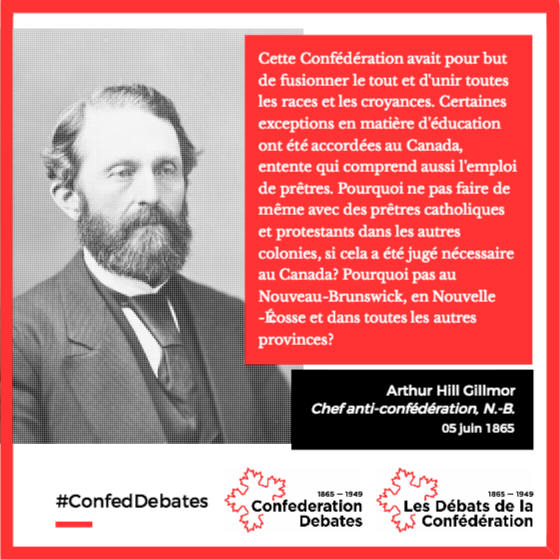 Cette Confédération avait pour but
de fusionner le tout et d'unir toutes
les races et les croyances. Certaines
exceptions en matière d'éducation
ont été accordées au Canada,
entente qui comprend aussi l'emploi
de prêtres. Pourquoi ne pas faire de
même avec des prêtres catholiques
et protestants dans les autres
colonies, si cela a été jugé nécessaire
au Canada? Pourquoi pas au
Nouveau-Brunswick, en Nouvelle
-Écosse et dans toutes les autres
provinces?
Arthur Hill Gillmor
Chef anti-confédération, N.-B.
05 juin 1865
#ConfedDebates
1865 — 1949
Confederation
Debates
1865 — 1949
Les Débats de la
Confédération